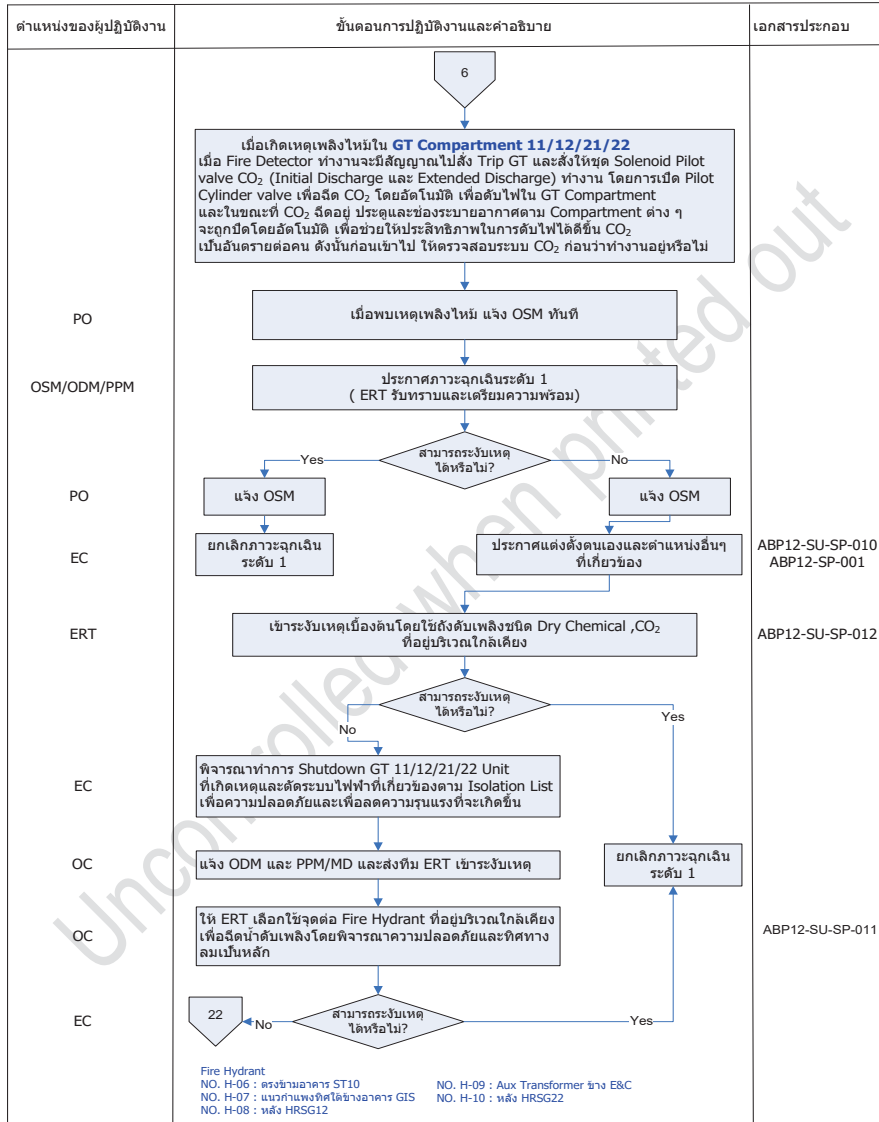 ตำแหน่งของผู้ปฏิบัติงาน
ขั้นตอนการปฏิบัติงานและคำอธิบาย
เอกสารประกอบ
6
เมื่อเกิดเหตุเพลิงไหม้ใน GT Compartment 11/12/21/22
เมื่อ Fire Detector ทำงานจะมีสัญญาณไปสั่ง Trip GT และสั่งให้ชุด Solenoid Pilot
valve CO₂ (Initial Discharge และ Extended Discharge) ทำงาน โดยการเปิด Pilot
Cylinder valve เพื่อฉีด CO₂ โดยอัตโนมัติ เพื่อดับไฟใน GT Compartment
และในขณะที่ CO₂ ฉีดอยู่ ประตูและช่องระบายอากาศตาม Compartment ต่าง ๆ
จะถูกปิดโดยอัตโนมัติ เพื่อช่วยให้ประสิทธิภาพในการดับไฟได้ดีขึ้น CO₂
เป็นอันตรายต่อคน ดังนั้นก่อนเข้าไป ให้ตรวจสอบระบบ CO₂ ก่อนว่าทำงานอยู่หรือไม่
PO
เมื่อพบเหตุเพลิงไหม้ แจ้ง OSM ทันที
OSM/ODM/PPM
ประกาศภาวะฉุกเฉินระดับ 1
( ERT รับทราบและเตรียมความพร้อม)
สามารถระงับเหตุ
ได้หรือไม่?
Yes
No
PO
แจ้ง OSM
แจ้ง OSM
EC
ยกเลิกภาวะฉุกเฉิน
ระดับ 1
ประกาศแต่งตั้งตนเองและตำแหน่งอื่นๆ
ที่เกี่ยวข้อง
ABP12-SU-SP-010
ABP12-SP-001
ERT
เข้าระงับเหตุเบื้องต้นโดยใช้ถังดับเพลิงชนิด Dry Chemical ,CO₂
ที่อยู่บริเวณใกล้เคียง
ABP12-SU-SP-012
สามารถระงับเหตุ
ได้หรือไม่?
Yes
No
EC
พิจารณาทำการ Shutdown GT 11/12/21/22 Unit
ที่เกิดเหตุและตัดระบบไฟฟ้าที่เกี่ยวข้องตาม Isolation List
เพื่อความปลอดภัยและเพื่อลดความรุนแรงที่จะเกิดขึ้น
OC
แจ้ง ODM และ PPM/MD และส่งทีม ERT เข้าระงับเหตุ
ยกเลิกภาวะฉุกเฉิน
ระดับ 1
OC
ให้ ERT เลือกใช้จุดต่อ Fire Hydrant ที่อยู่บริเวณใกล้เคียง
เพื่อฉีดน้ำดับเพลิงโดยพิจารณาความปลอดภัยและทิศทาง
ลมเป็นหลัก
ABP12-SU-SP-011
EC
22
No
สามารถระงับเหตุ
ได้หรือไม่?
Yes
Fire Hydrant
NO. H-06 : ตรงข้ามอาคาร ST10
NO. H-07 : แนวกำแพงทิศใต้ข้างอาคาร GIS
NO. H-08 : หลัง HRSG12
NO. H-09 : Aux Transformer ข้าง E&C
NO. H-10 : หลัง HRSG22
Uncontrolled when printed out